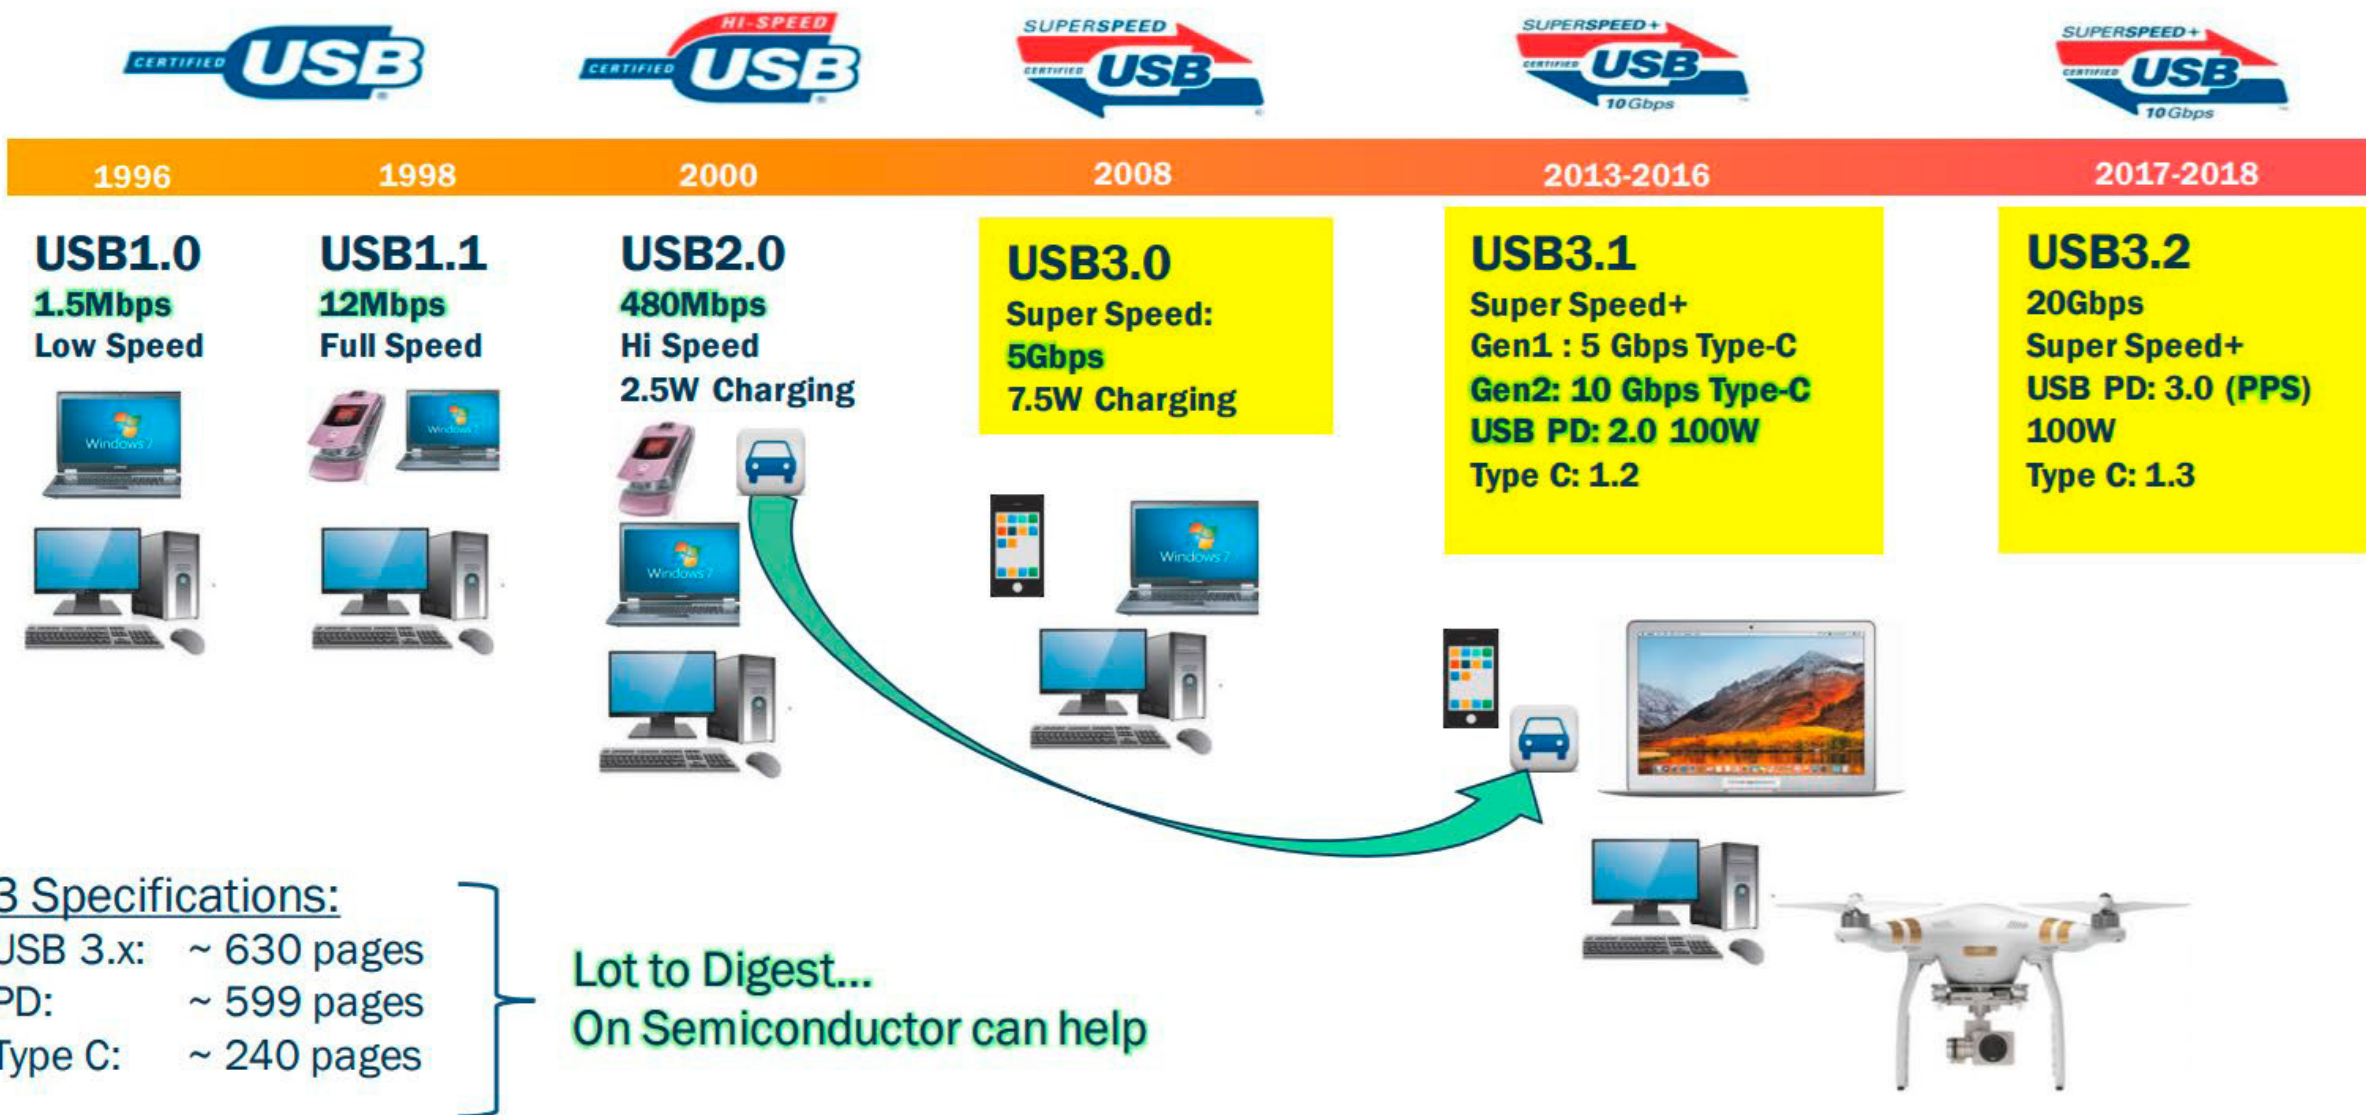 CERTIFIED USB
HI-SPEED
CERTIFIED USB
SUPERSPEED
CERTIFIED USB
SUPERSPEED+
CERTIFIED USB
10 Gbps
SUPERSPEED+
CERTIFIED USB
10 Gbps
1996
1998
2000
2008
2013-2016
2017-2018
USB1.0
1.5Mbps
Low Speed
USB1.1
12Mbps
Full Speed
USB2.0
480Mbps
Hi Speed
2.5W Charging
USB3.0
Super Speed:
5Gbps
7.5W Charging
USB3.1
Super Speed+
Gen1 : 5 Gbps Type-C
Gen2: 10 Gbps Type-C
USB PD: 2.0 100W
Type C: 1.2
USB3.2
20Gbps
Super Speed+
USB PD: 3.0 (PPS)
100W
Type C: 1.3
Windows 7
Windows 7
Windows 7
Windows 7
3 Specifications:
USB 3.x: ~ 630 pages
PD: ~ 599 pages
Type C: ~ 240 pages
Lot to Digest...
On Semiconductor can help